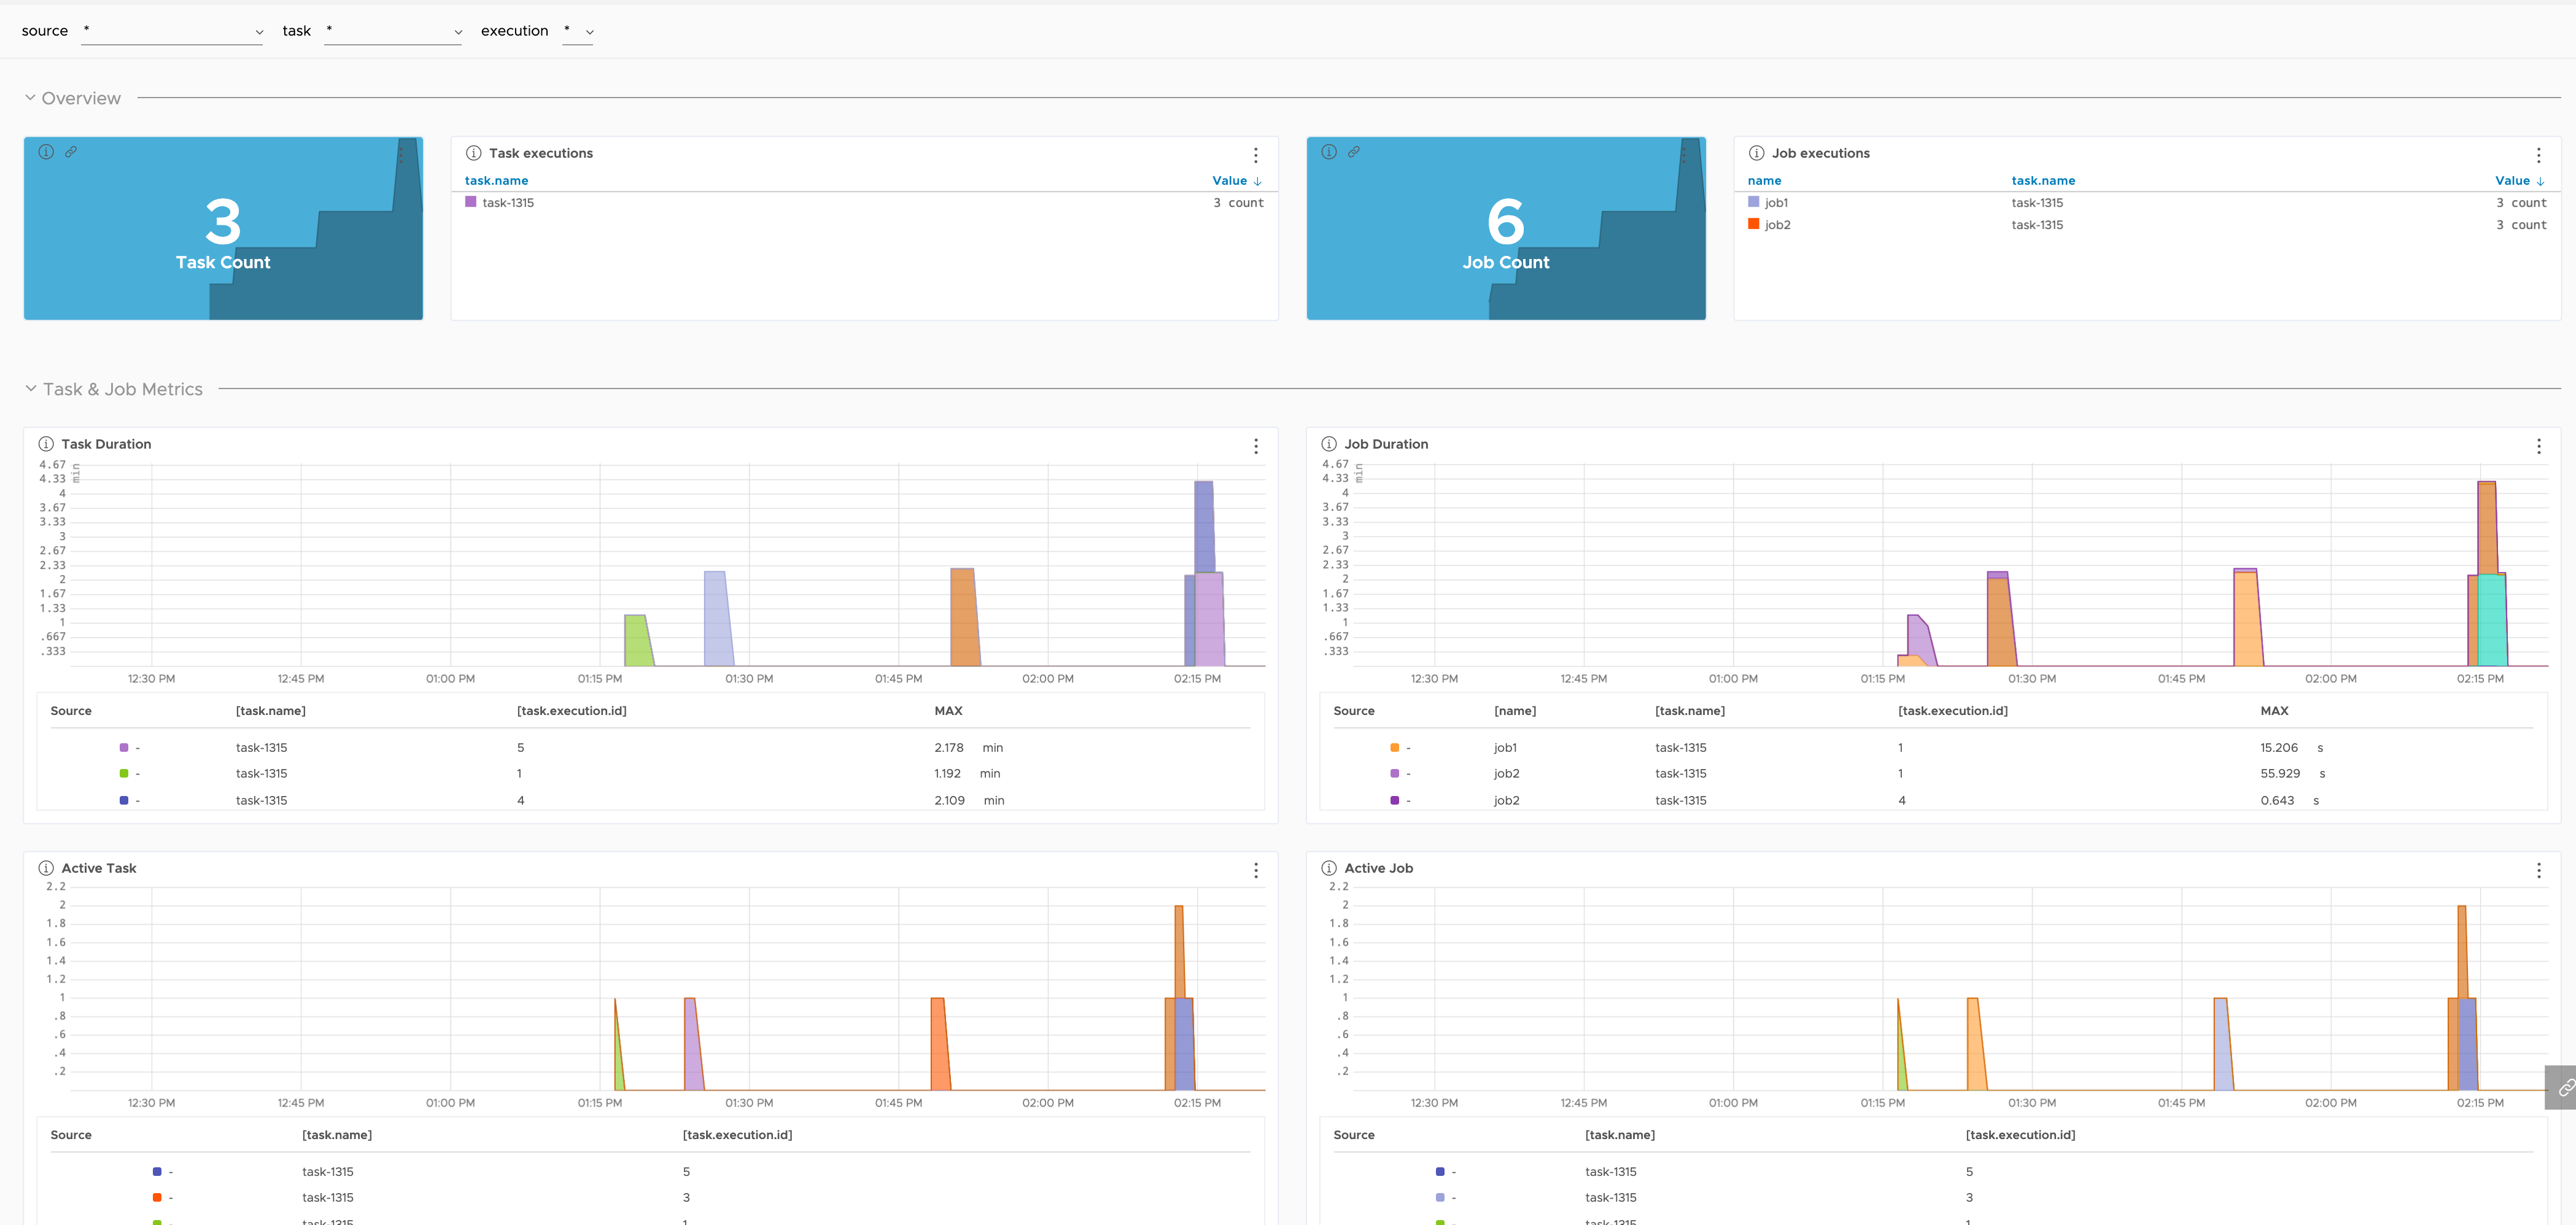 source * task * execution *
Overview
3
Task Count
Task executions
task.name Value ↓
task-1315 3 count
6
Job Count
Job executions
name task.name Value ↓
job1 task-1315 3 count
job2 task-1315 3 count
Task & Job Metrics
Task Duration
min
4.67
4.33
4
3.67
3.33
3
2.67
2.33
2
1.67
1.33
1
.667
.333
12:30 PM 12:45 PM 01:00 PM 01:15 PM 01:30 PM 01:45 PM 02:00 PM 02:15 PM
Source [task.name] [task.execution.id] MAX
- task-1315 5 2.178 min
- task-1315 1 1.192 min
- task-1315 4 2.109 min
Job Duration
min
4.67
4.33
4
3.67
3.33
3
2.67
2.33
2
1.67
1.33
1
.667
.333
12:30 PM 12:45 PM 01:00 PM 01:15 PM 01:30 PM 01:45 PM 02:00 PM 02:15 PM
Source [name] [task.name] [task.execution.id] MAX
- job1 task-1315 1 15.206 s
- job2 task-1315 1 55.929 s
- job2 task-1315 4 0.643 s
Active Task
2.2
2
1.8
1.6
1.4
1.2
1
.8
.6
.4
.2
12:30 PM 12:45 PM 01:00 PM 01:15 PM 01:30 PM 01:45 PM 02:00 PM 02:15 PM
Source [task.name] [task.execution.id]
- task-1315 5
- task-1315 3
- task-1315 1
Active Job
2.2
2
1.8
1.6
1.4
1.2
1
.8
.6
.4
.2
12:30 PM 12:45 PM 01:00 PM 01:15 PM 01:30 PM 01:45 PM 02:00 PM 02:15 PM
Source [task.name] [task.execution.id]
- task-1315 5
- task-1315 3
- task-1315 1